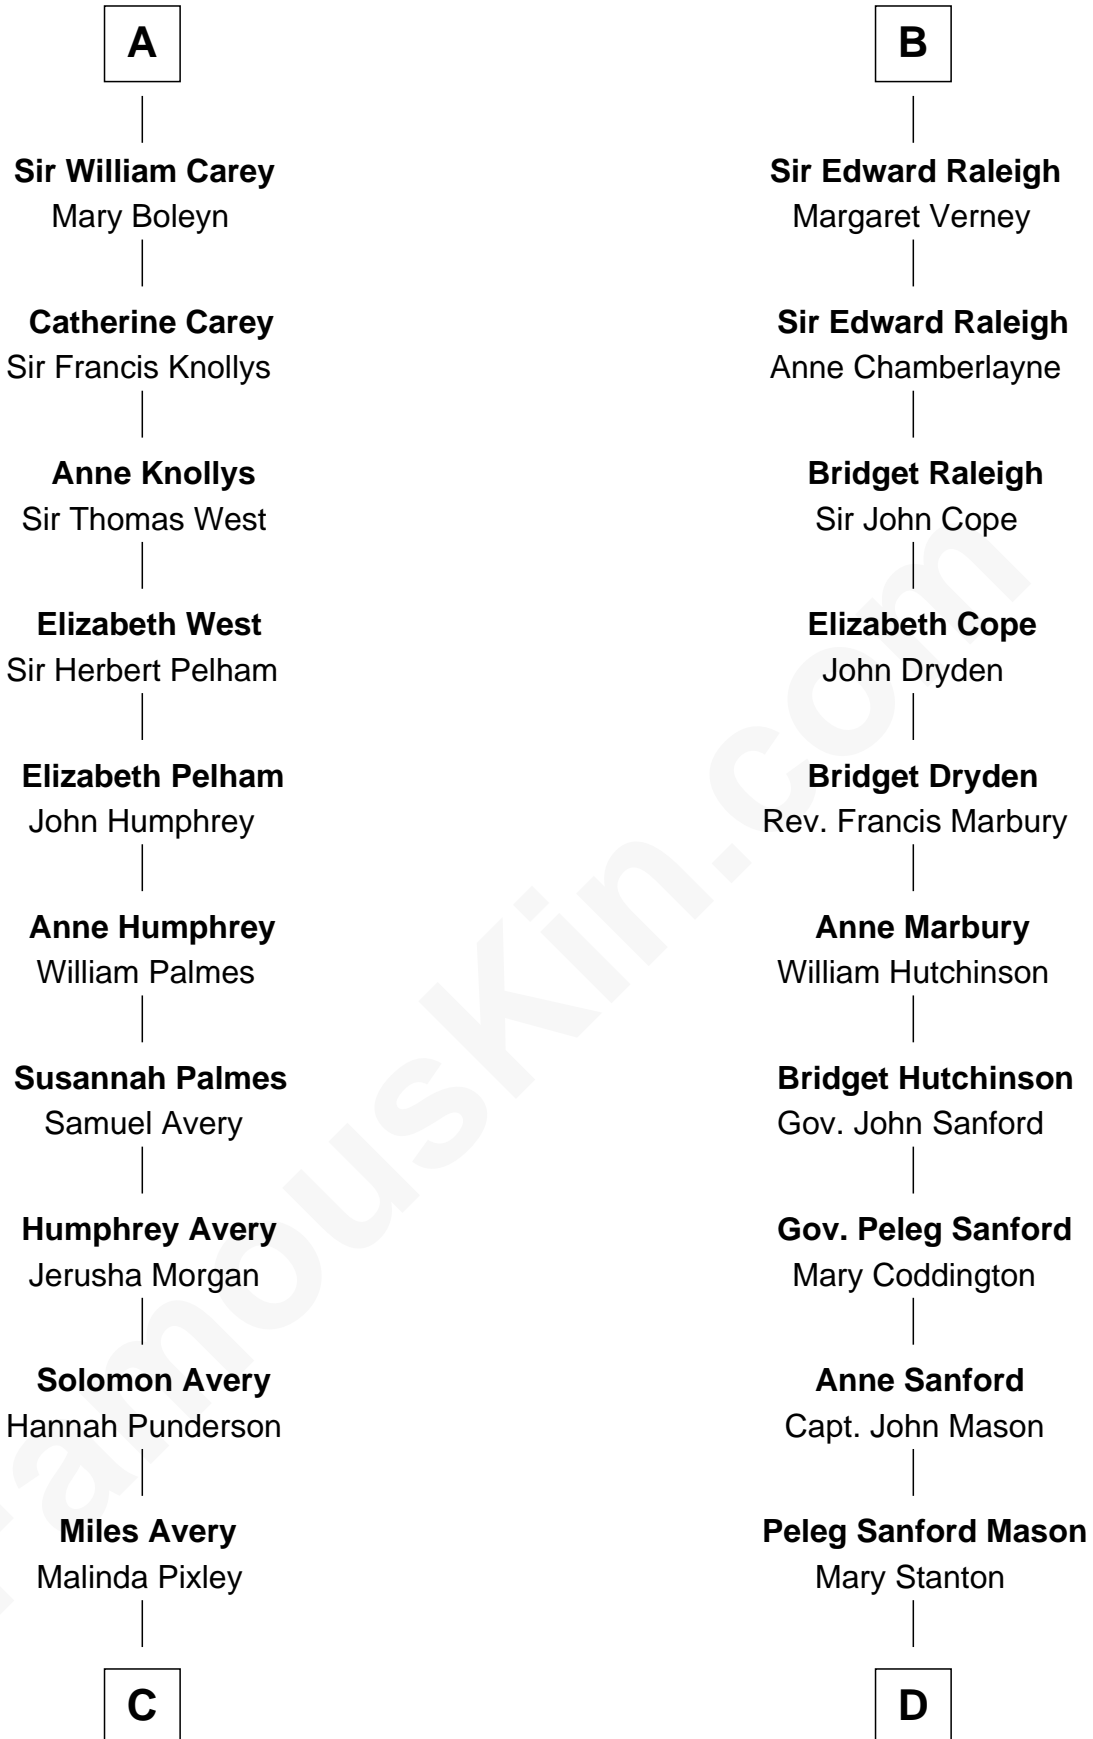 A
Sir William Carey
Mary Boleyn
Catherine Carey
Sir Francis Knollys
Anne Knollys
Sir Thomas West
Elizabeth West
Sir Herbert Pelham
Elizabeth Pelham
John Humphrey
Anne Humphrey
William Palmes
Susannah Palmes
Samuel Avery
Humphrey Avery
Jerusha Morgan
Solomon Avery
Hannah Punderson
Miles Avery
Malinda Pixley
C
B
Sir Edward Raleigh
Margaret Verney
Sir Edward Raleigh
Anne Chamberlayne
Bridget Raleigh
Sir John Cope
Elizabeth Cope
John Dryden
Bridget Dryden
Rev. Francis Marbury
Anne Marbury
William Hutchinson
Bridget Hutchinson
Gov. John Sanford
Gov. Peleg Sanford
Mary Coddington
Anne Sanford
Capt. John Mason
Peleg Sanford Mason
Mary Stanton
D
FamousKin.com